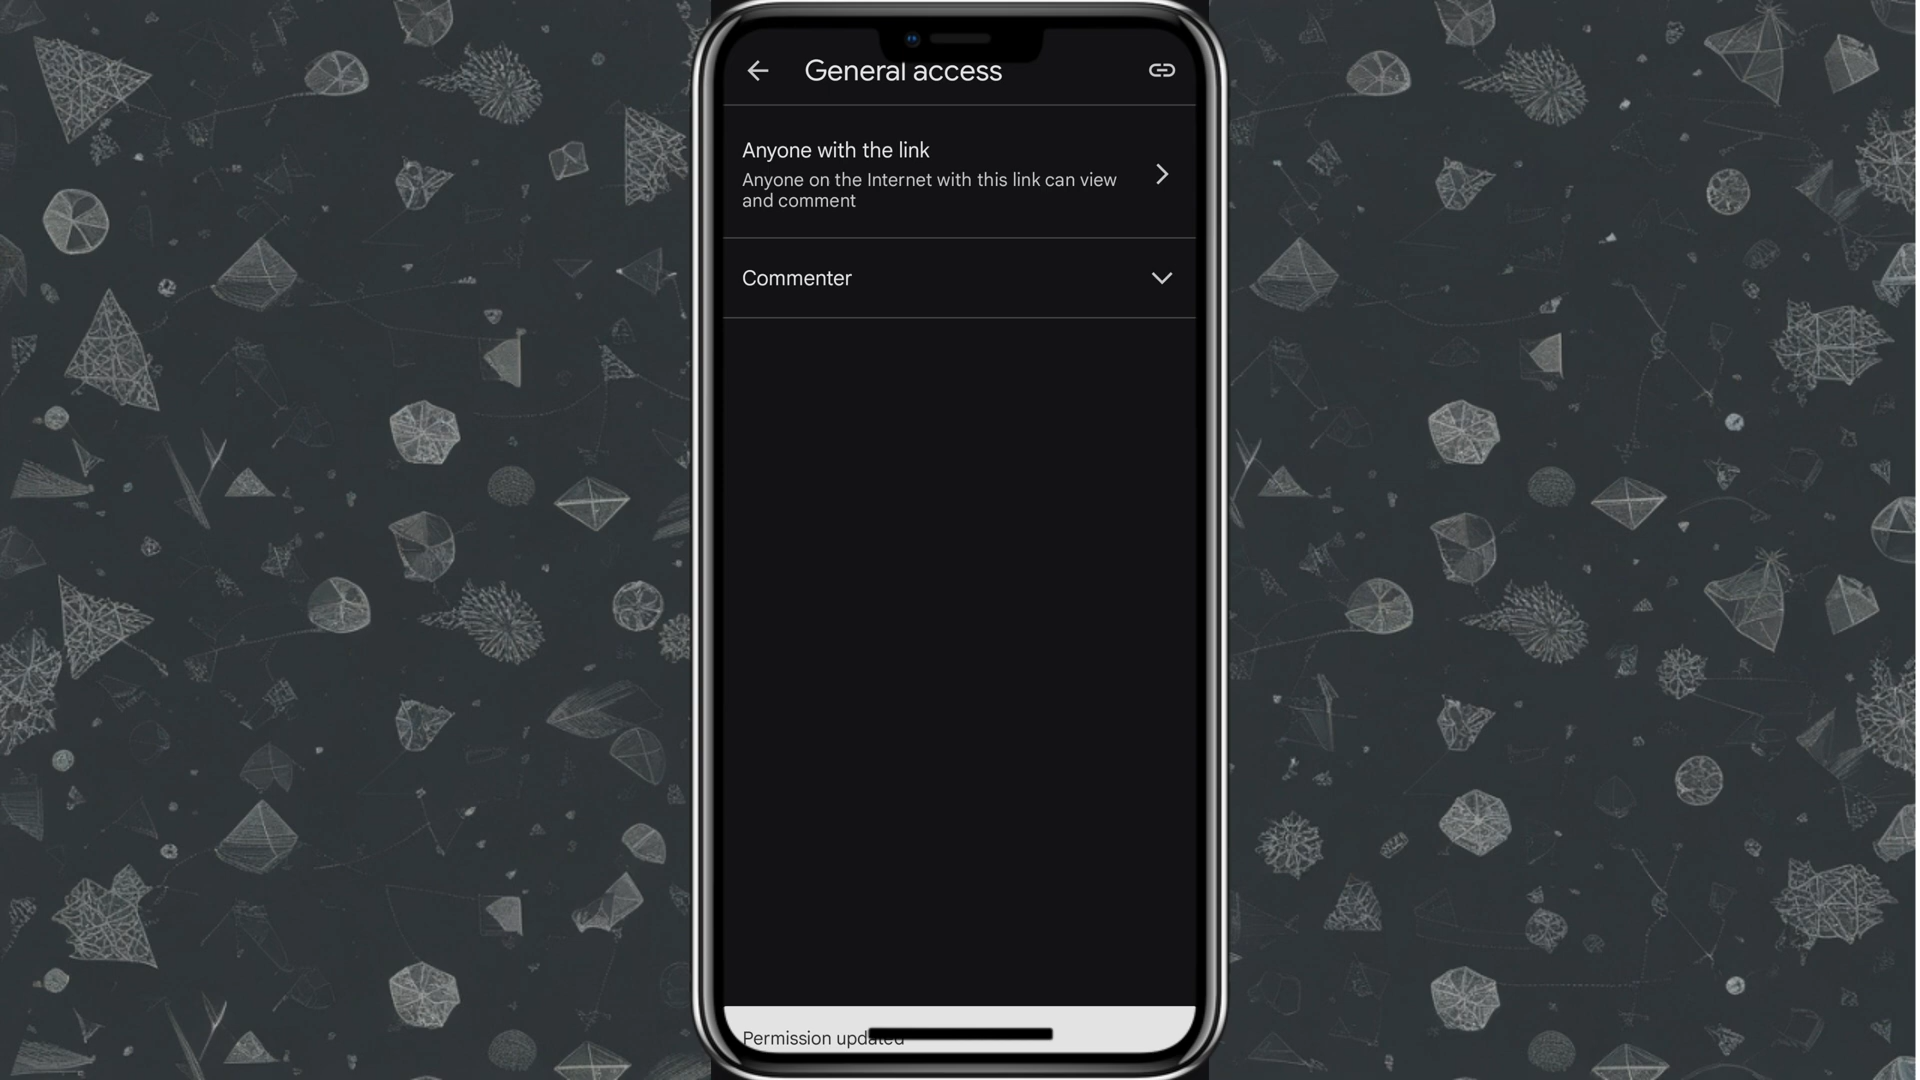 General access
Anyone with the link
Anyone on the Internet with this link can view
and comment
Commenter
Permission updated